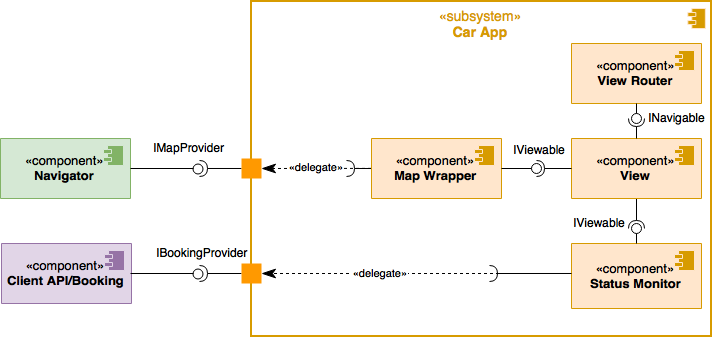 «subsystem»
Car App
«component»
View Router
INavigable
«component»
Navigator
IMapProvider
«delegate»
«component»
Map Wrapper
IViewable
«component»
View
IViewable
«component»
Client API/Booking
IBookingProvider
«delegate»
«component»
Status Monitor